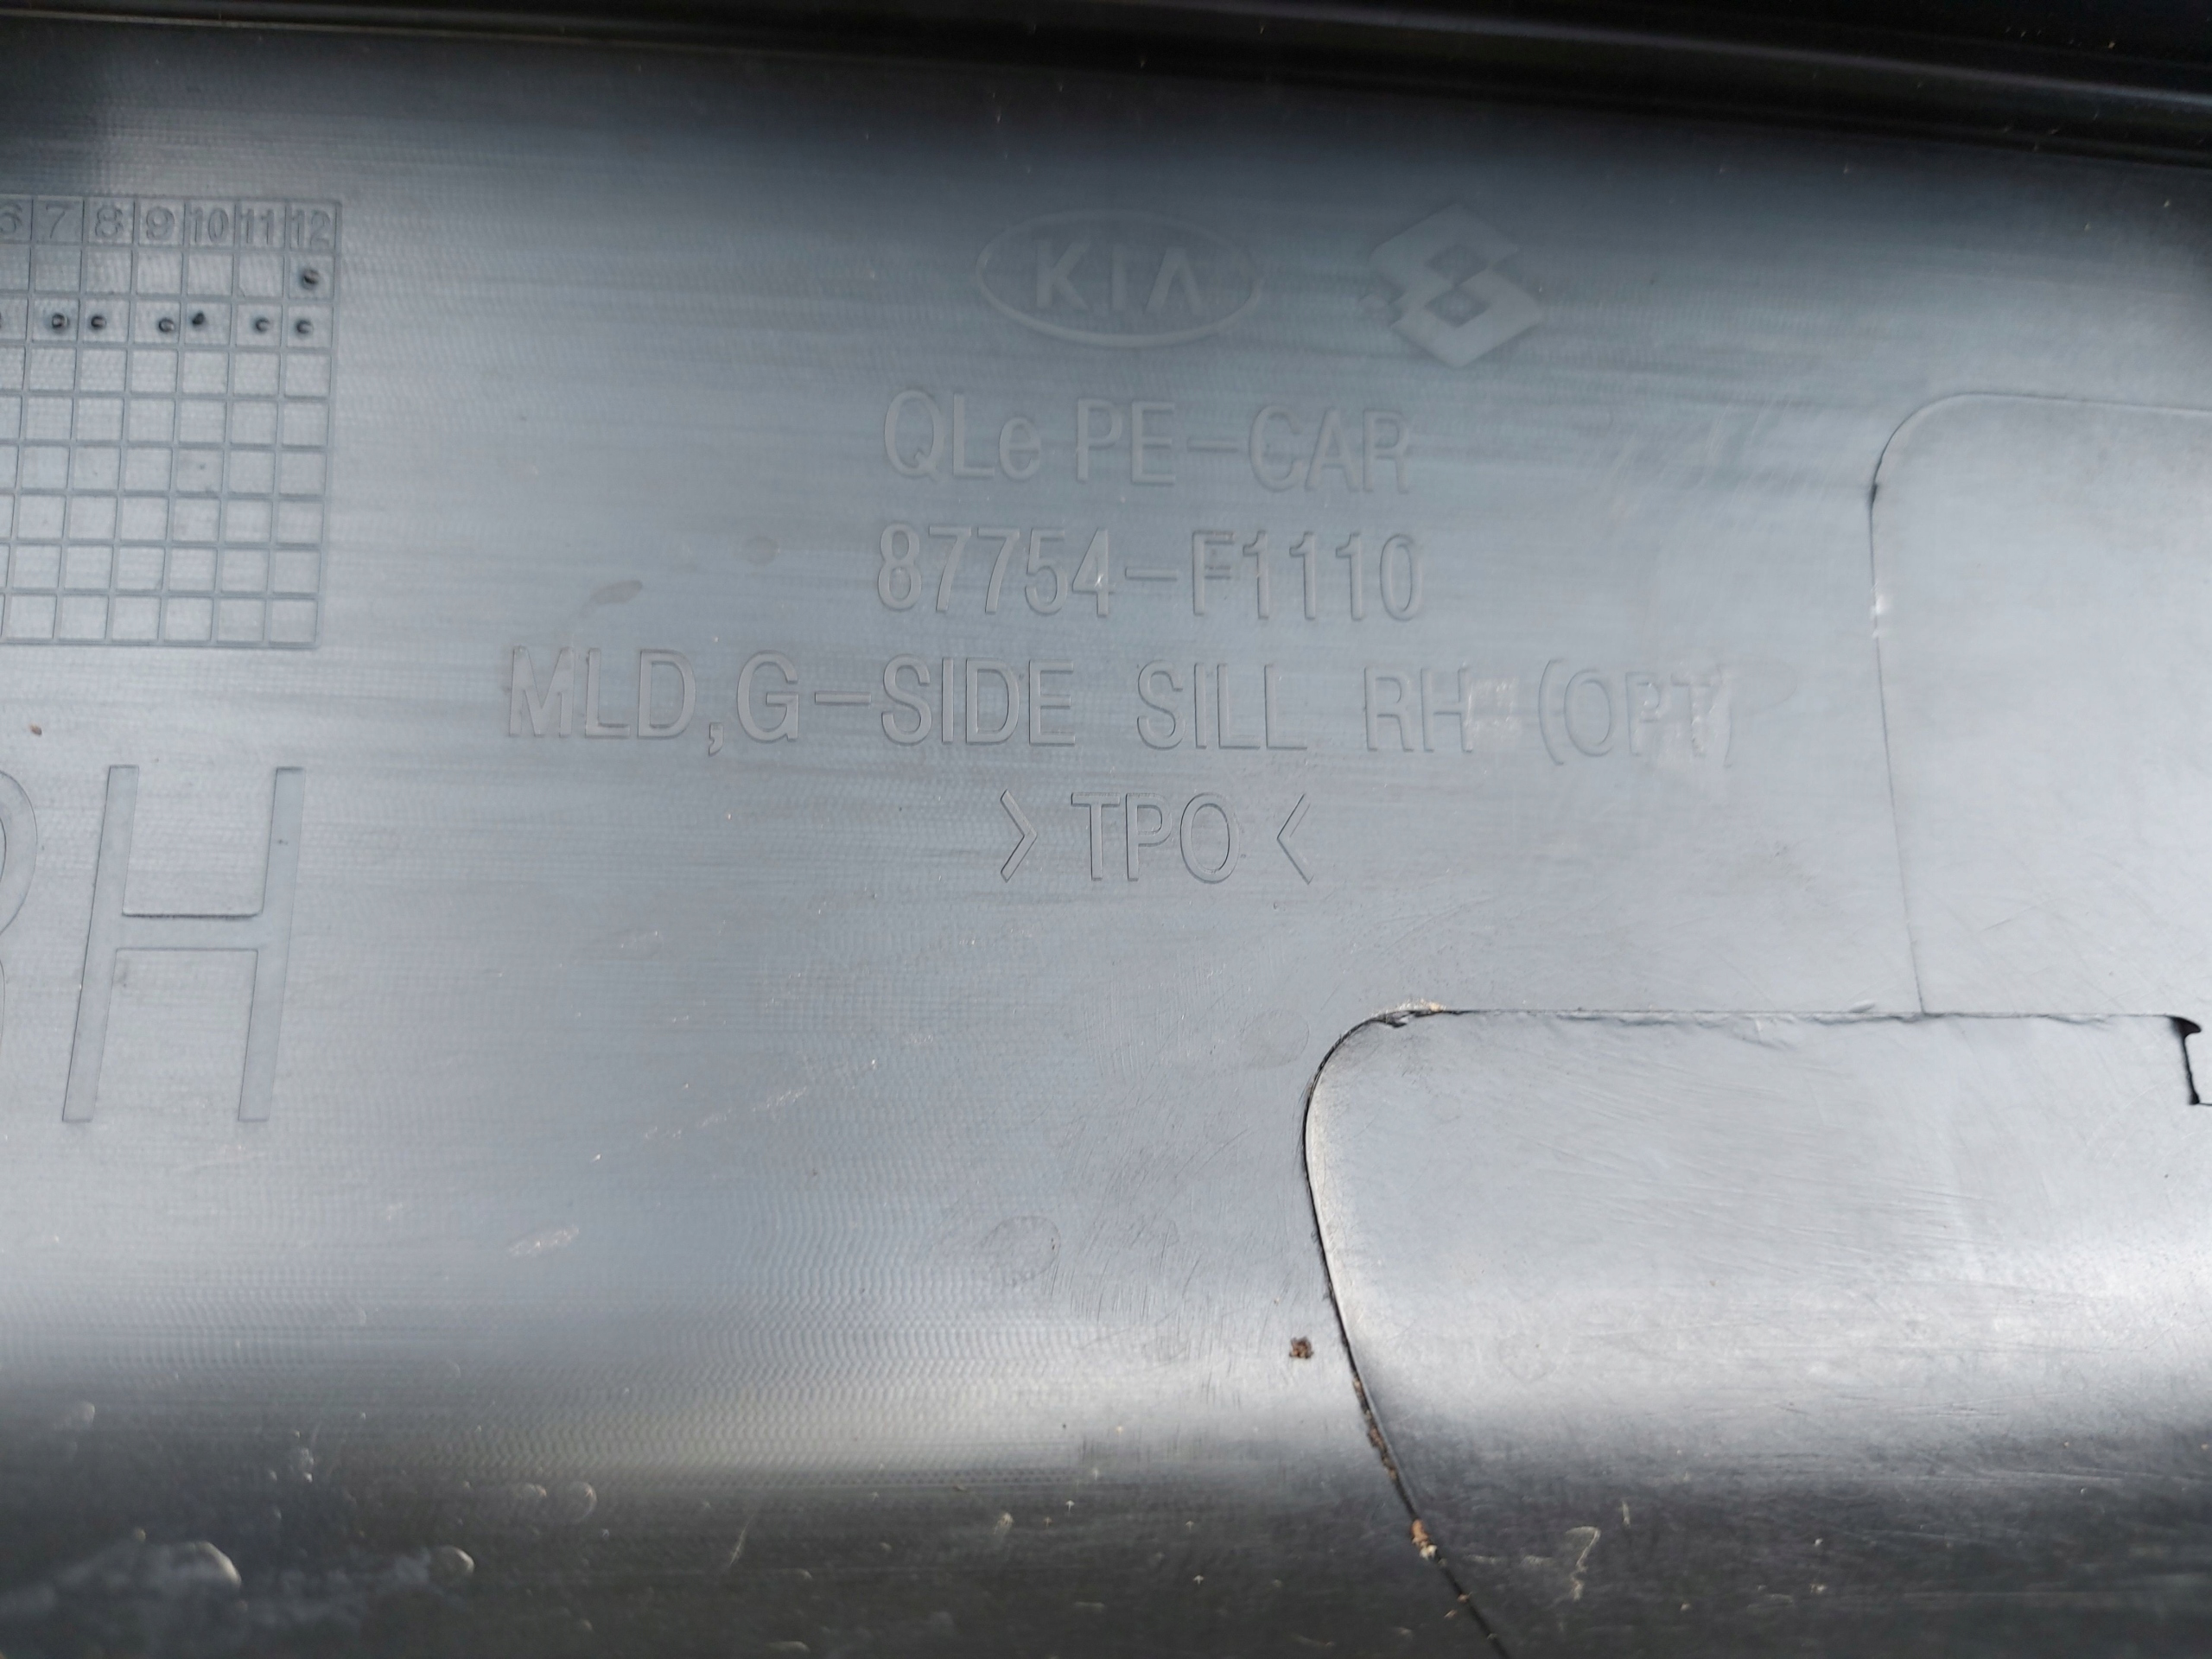 6 7 8 9 10 11 12
KIA
QLe PE-CAR
87754-F1110
MLD,G-SIDE SILL RH (OPT)
>TPO<
RH